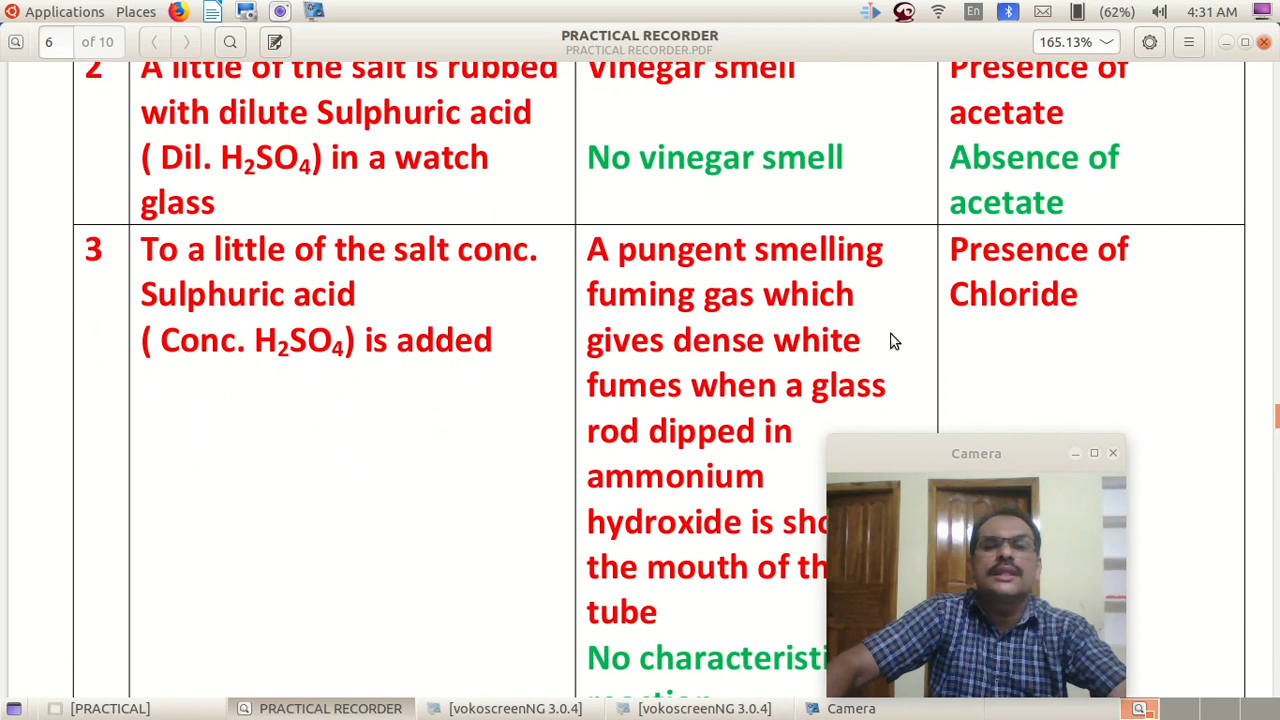 Applications Places En (62%) 4:31 AM
6 of 10 PRACTICAL RECORDER 165.13%
PRACTICAL RECORDER.PDF
2 A little of the salt is rubbed Vinegar smell Presence of
with dilute Sulphuric acid acetate
( Dil. H₂SO₄) in a watch No vinegar smell Absence of
glass acetate
3 To a little of the salt conc. A pungent smelling Presence of
Sulphuric acid fuming gas which Chloride
( Conc. H₂SO₄) is added gives dense white
fumes when a glass
rod dipped in
ammonium
Camera
hydroxide is
the mouth of
tube
No
[PRACTICAL] PRACTICAL RECORDER [vokoscreenNG 3.0.4] [vokoscreenNG 3.0.4] Camera